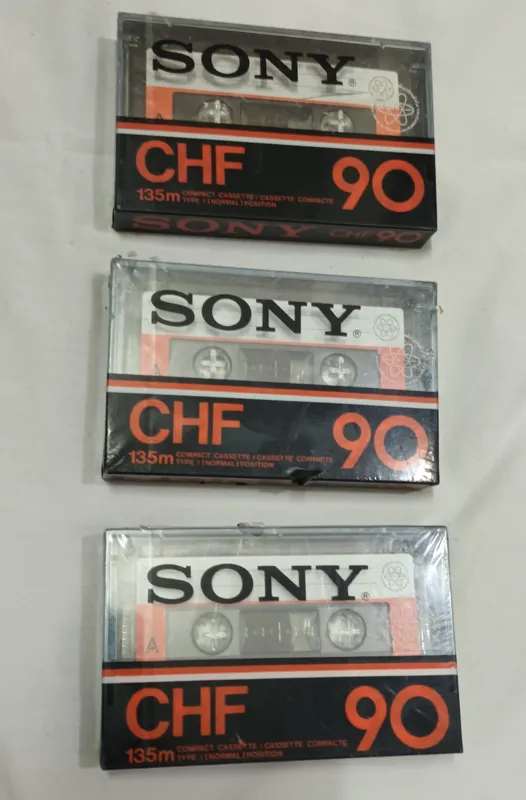 SONY®
A
CHF 90
135m COMPACT CASSETTE / CASSETTE COMPACTE
TYPE I (NORMAL) POSITION
SONY CHF 90
SONY®
A
CHF 90
135m COMPACT CASSETTE / CASSETTE COMPACTE
TYPE I (NORMAL) POSITION
SONY®
A
CHF 90
135m COMPACT CASSETTE / CASSETTE COMPACTE
TYPE I (NORMAL) POSITION